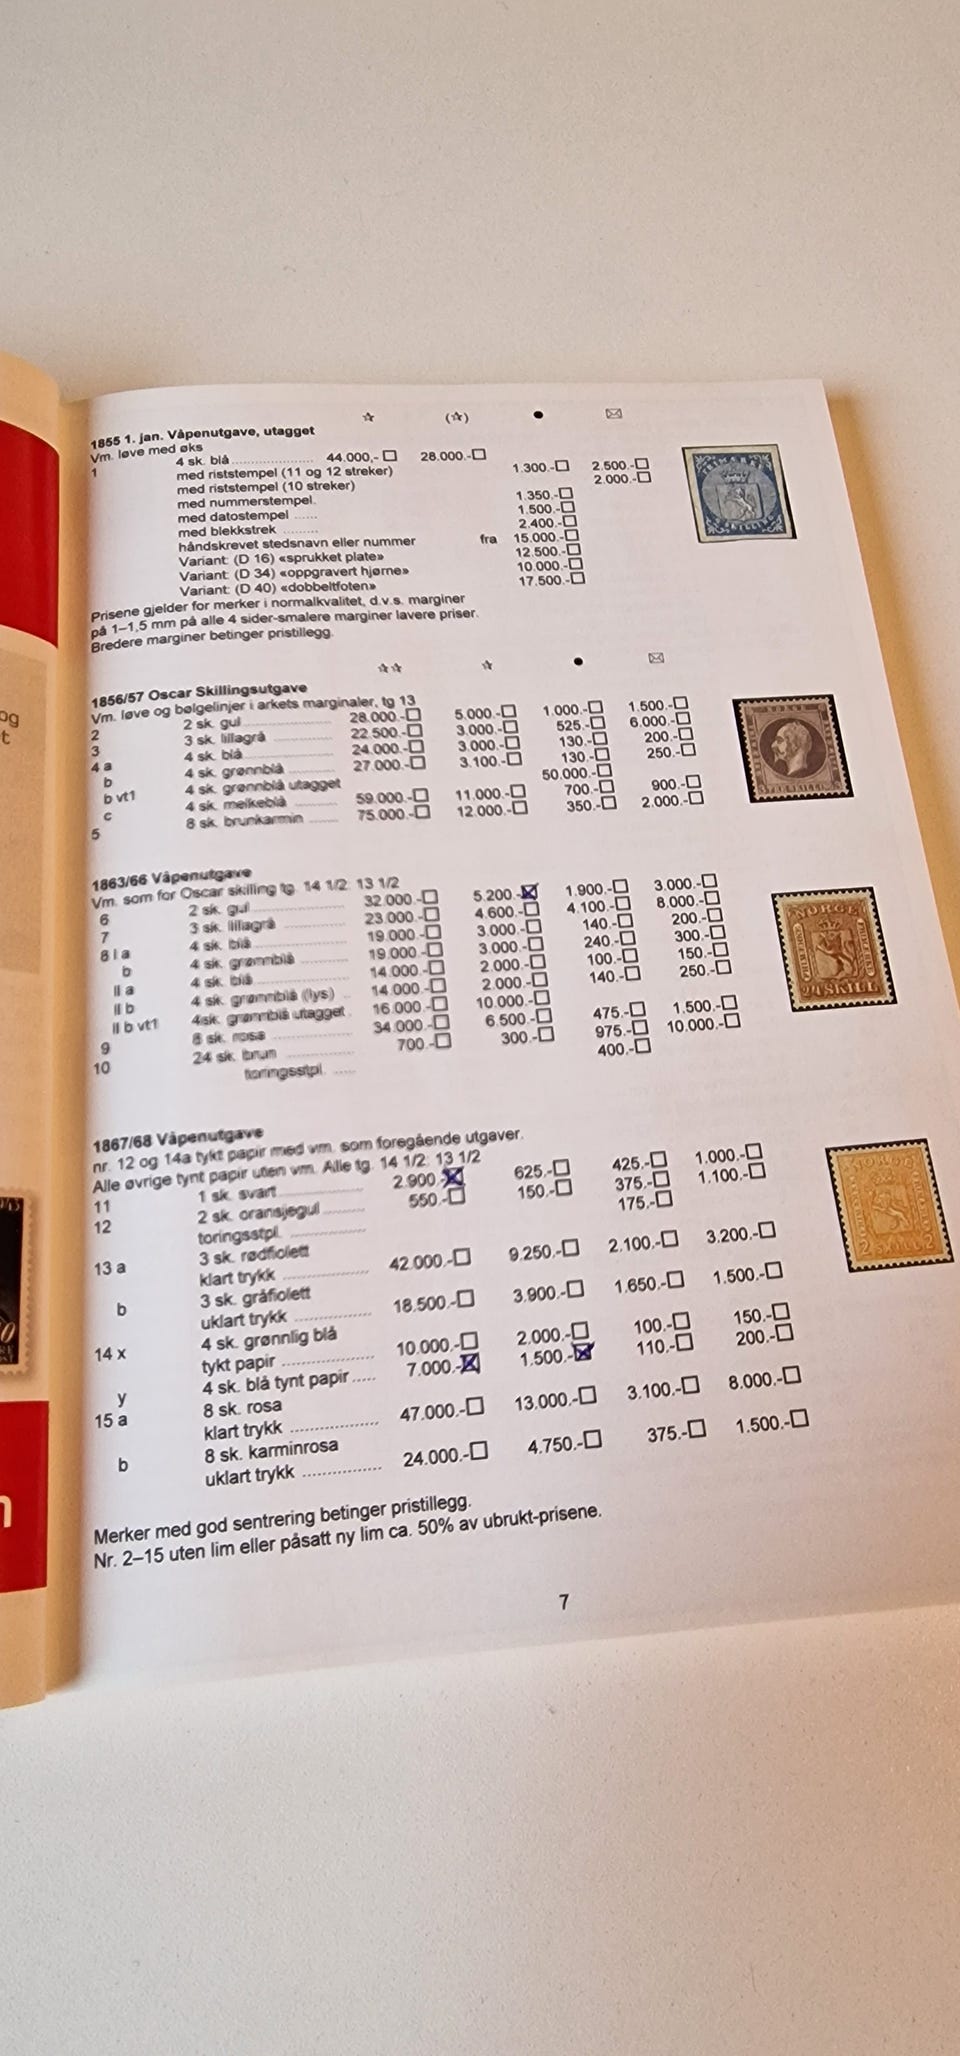 1855 1. jan. Våpenutgave, utagget
Vm. løve med øks
1 4 sk. blå 44.000,- 28.000.-
med riststempel (11 og 12 streker) 1.300.- 2.500.-
med riststempel (10 streker) 2.000.-
med nummerstempel. 1.350.-
med datostempel 1.500.-
med blekkstrek 2.400.-
håndskrevet stedsnavn eller nummer fra 15.000.-
Variant: (D 16) «sprukket plate» 12.500.-
Variant: (D 34) «oppgravert hjørne» 10.000.-
Variant: (D 40) «dobbeltfoten» 17.500.-
Prisene gjelder for merker i normalkvalitet, d.v.s. marginer
på 1–1,5 mm på alle 4 sider-smalere marginer lavere priser.
Bredere marginer betinger pristillegg.
1856/57 Oscar Skillingsutgave
Vm. løve og bølgelinjer i arkets marginaler, tg 13
2 2 sk. gul 28.000.- 5.000.- 1.000.- 1.500.-
3 3 sk. lillagrå 22.500.- 3.000.- 525.- 6.000.-
4 a 4 sk. blå 24.000.- 3.000.- 130.- 200.-
b 4 sk. grønnblå 27.000.- 3.100.- 130.- 250.-
b vt1 4 sk. grønnblå utagget 50.000.-
c 4 sk. melkeblå 59.000.- 11.000.- 700.- 900.-
5 8 sk. brunkarmin 75.000.- 12.000.- 350.- 2.000.-
1863/66 Våpenutgave
Vm. som for Oscar skilling tg. 14 1/2: 13 1/2
6 2 sk. gul 32.000.- 5.200.- 1.900.- 3.000.-
7 3 sk. lillagrå 23.000.- 4.600.- 4.100.- 8.000.-
8 I a 4 sk. blå 19.000.- 3.000.- 140.- 200.-
b 4 sk. grønnblå 19.000.- 3.000.- 240.- 300.-
II a 4 sk. blå 14.000.- 2.000.- 100.- 150.-
II b 4 sk. grønnblå (lys) 14.000.- 2.000.- 140.- 250.-
II b vt1 4sk. grønnblå utagget 16.000.- 10.000.-
9 8 sk. rosa 34.000.- 6.500.- 475.- 1.500.-
10 24 sk. brun 700.- 300.- 975.- 10.000.-
toringsstpl. 400.-
1867/68 Våpenutgave
nr. 12 og 14a tykt papir med vm. som foregående utgaver.
Alle øvrige tynt papir uten vm. Alle tg. 14 1/2: 13 1/2
11 1 sk. svart 2.900.- 625.- 425.- 1.000.-
12 2 sk. oransjegul 550.- 150.- 375.- 1.100.-
toringsstpl. 175.-
13 a 3 sk. rødfiolett
klart trykk 42.000.- 9.250.- 2.100.- 3.200.-
b 3 sk. gråfiolett
uklart trykk 18.500.- 3.900.- 1.650.- 1.500.-
14 x 4 sk. grønnlig blå
tykt papir 10.000.- 2.000.- 100.- 150.-
y 4 sk. blå tynt papir 7.000.- 1.500.- 110.- 200.-
15 a 8 sk. rosa
klart trykk 47.000.- 13.000.- 3.100.- 8.000.-
b 8 sk. karminrosa
uklart trykk 24.000.- 4.750.- 375.- 1.500.-
Merker med god sentrering betinger pristillegg.
Nr. 2–15 uten lim eller påsatt ny lim ca. 50% av ubrukt-prisene.
7